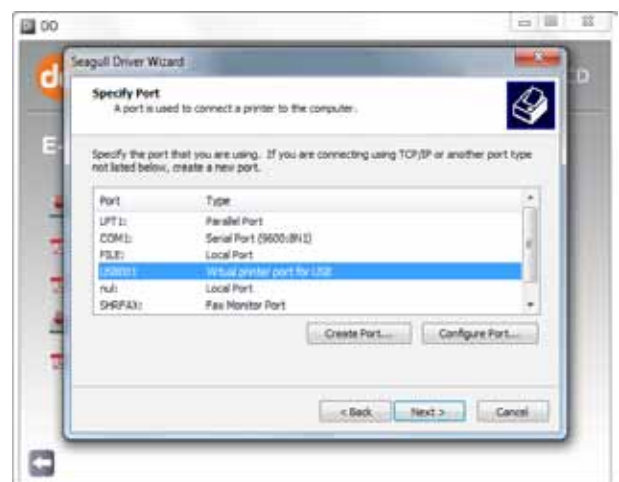 DO
Seagull Driver Wizard
Specify Port
A port is used to connect a printer to the computer.
Specify the port that you are using. If you are connecting using TCP/IP or another port type
not listed below, create a new port.
Port Type
LPT1: Parallel Port
COM1: Serial Port (9600:8N1)
FILE: Local Port
USB001 Virtual printer port for USB
nul: Local Port
SHRFAX: Fax Monitor Port
Create Port... Configure Port...
< Back Next > Cancel